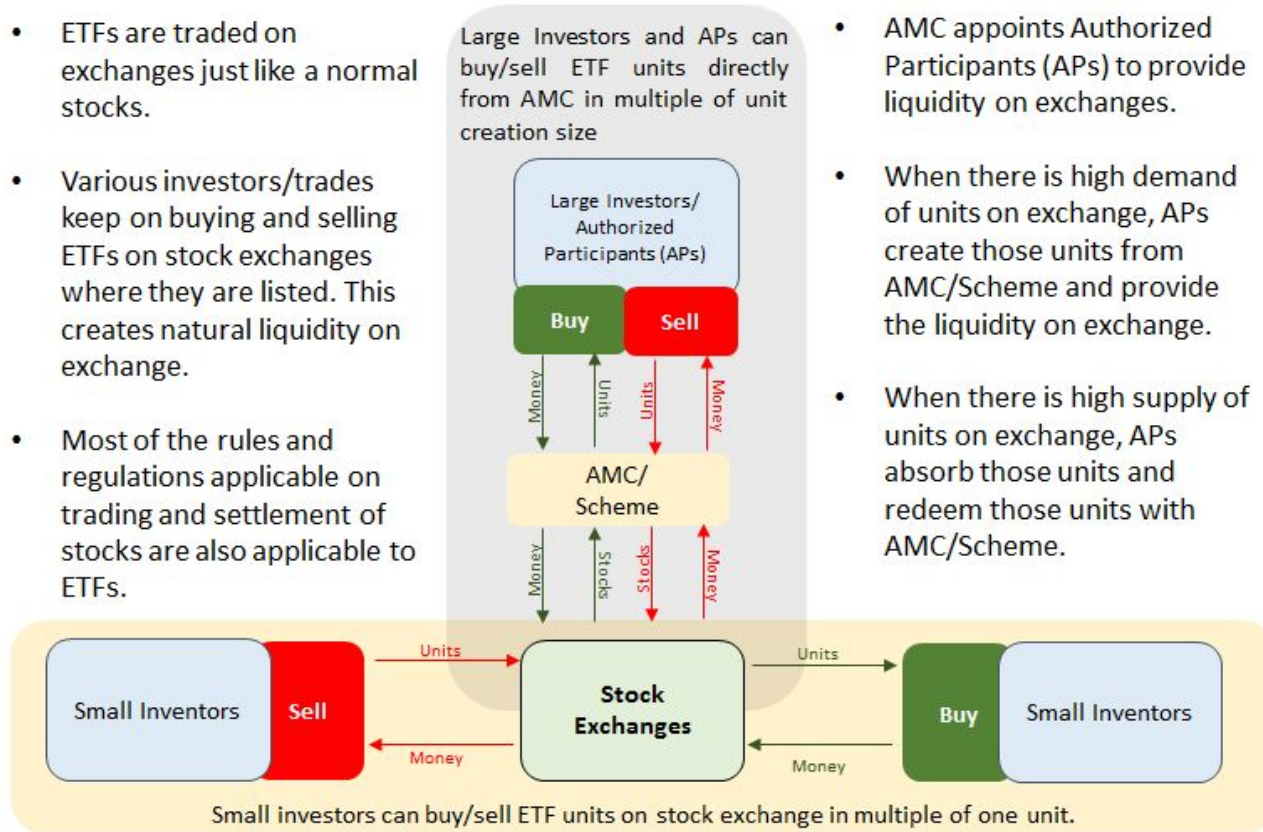 • ETFs are traded on
exchanges just like a normal
stocks.
• Various investors/trades
keep on buying and selling
ETFs on stock exchanges
where they are listed. This
creates natural liquidity on
exchange.
• Most of the rules and
regulations applicable on
trading and settlement of
stocks are also applicable to
ETFs.
Large Investors and APs can
buy/sell ETF units directly
from AMC in multiple of unit
creation size
Large Investors/
Authorized
Participants (APs)
Buy
Sell
Money
Units
Units
Money
AMC/
Scheme
Money
Stocks
Stocks
Money
• AMC appoints Authorized
Participants (APs) to provide
liquidity on exchanges.
• When there is high demand
of units on exchange, APs
create those units from
AMC/Scheme and provide
the liquidity on exchange.
• When there is high supply of
units on exchange, APs
absorb those units and
redeem those units with
AMC/Scheme.
Small Inventors
Sell
Units
Money
Stock
Exchanges
Units
Money
Buy
Small Inventors
Small investors can buy/sell ETF units on stock exchange in multiple of one unit.